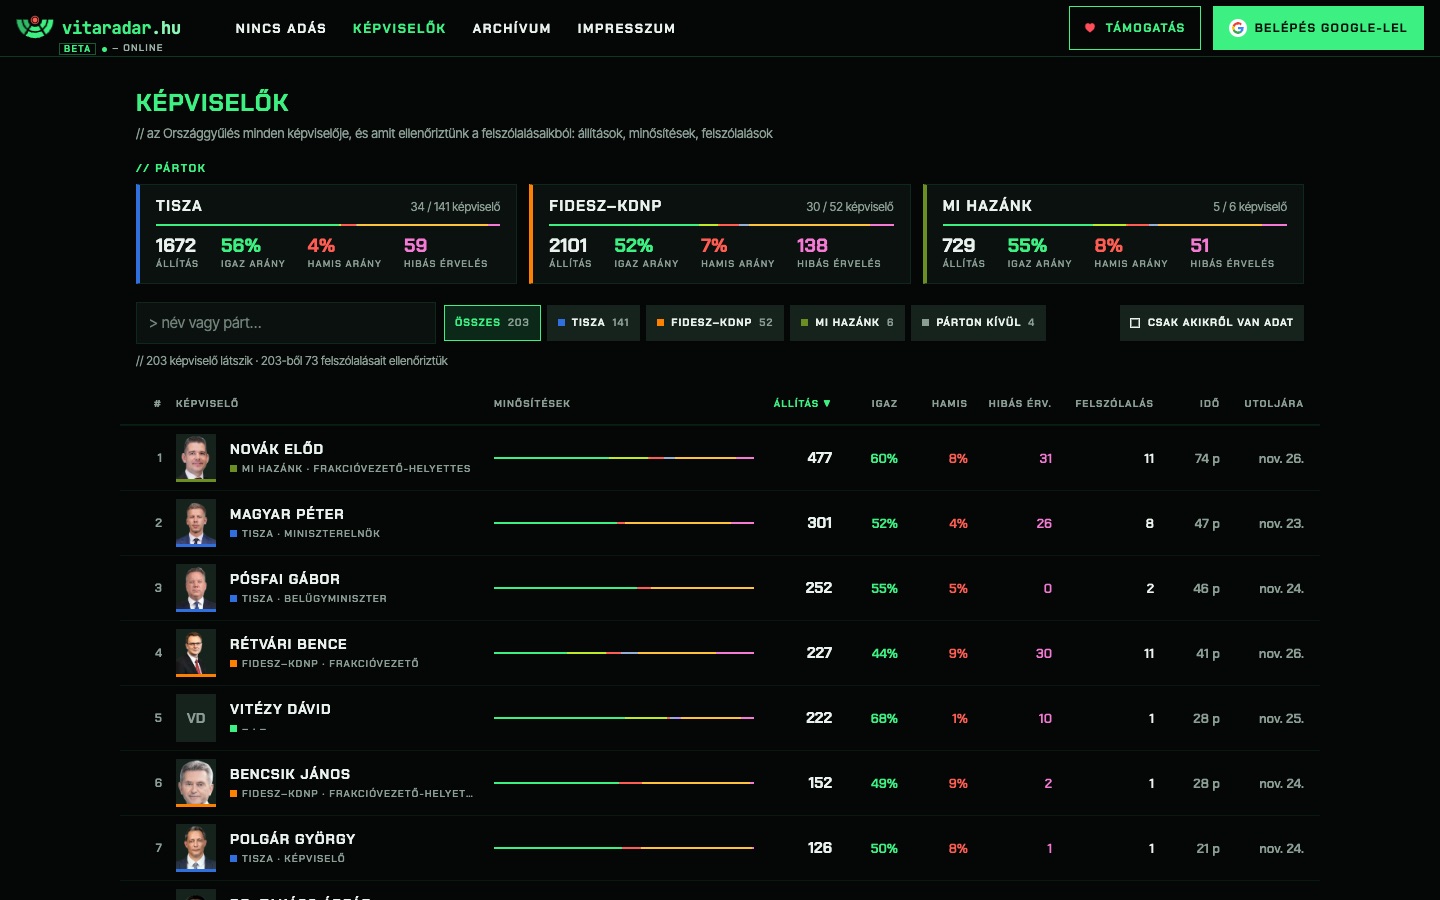 vitaradar.hu
BETA – ONLINE
NINCS ADÁS KÉPVISELŐK ARCHÍVUM IMPRESSZUM
TÁMOGATÁS
BELÉPÉS GOOGLE-LEL
KÉPVISELŐK
// az Országgyűlés minden képviselője, és amit ellenőriztünk a felszólalásaikból: állítások, minősítések, felszólalások
// PÁRTOK
TISZA 34 / 141 képviselő
1672 56% 4% 59
ÁLLÍTÁS IGAZ ARÁNY HAMIS ARÁNY HIBÁS ÉRVELÉS
FIDESZ–KDNP 30 / 52 képviselő
2101 52% 7% 138
ÁLLÍTÁS IGAZ ARÁNY HAMIS ARÁNY HIBÁS ÉRVELÉS
MI HAZÁNK 5 / 6 képviselő
729 55% 8% 51
ÁLLÍTÁS IGAZ ARÁNY HAMIS ARÁNY HIBÁS ÉRVELÉS
> név vagy párt...
ÖSSZES 203 TISZA 141 FIDESZ–KDNP 52 MI HAZÁNK 6 PÁRTON KÍVÜL 4 CSAK AKIKRŐL VAN ADAT
// 203 képviselő látszik · 203-ből 73 felszólalásait ellenőriztük
# KÉPVISELŐ MINŐSÍTÉSEK ÁLLÍTÁS ▼ IGAZ HAMIS HIBÁS ÉRV. FELSZÓLALÁS IDŐ UTOLJÁRA
1 NOVÁK ELŐD 477 60% 8% 31 11 74 p nov. 26.
MI HAZÁNK · FRAKCIÓVEZETŐ-HELYETTES
2 MAGYAR PÉTER 301 52% 4% 26 8 47 p nov. 23.
TISZA · MINISZTERELNÖK
3 PÓSFAI GÁBOR 252 55% 5% 0 2 46 p nov. 24.
TISZA · BELÜGYMINISZTER
4 RÉTVÁRI BENCE 227 44% 9% 30 11 41 p nov. 26.
FIDESZ–KDNP · FRAKCIÓVEZETŐ
5 VD VITÉZY DÁVID 222 68% 1% 10 1 28 p nov. 25.
– · –
6 BENCSIK JÁNOS 152 49% 9% 2 1 28 p nov. 24.
FIDESZ–KDNP · FRAKCIÓVEZETŐ-HELYET...
7 POLGÁR GYÖRGY 126 50% 8% 1 1 21 p nov. 24.
TISZA · KÉPVISELŐ